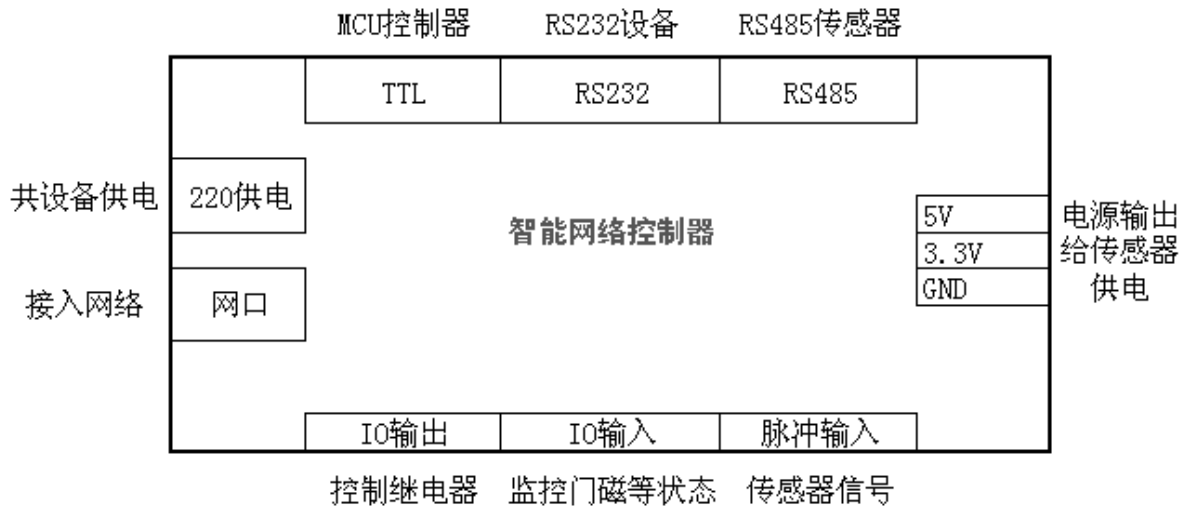 MCU控制器 RS232设备 RS485传感器
TTL RS232 RS485
共设备供电 220供电
智能网络控制器
5V
3.3V
GND
电源输出
给传感器
供电
接入网络 网口
IO输出 IO输入 脉冲输入
控制继电器 监控门磁等状态 传感器信号